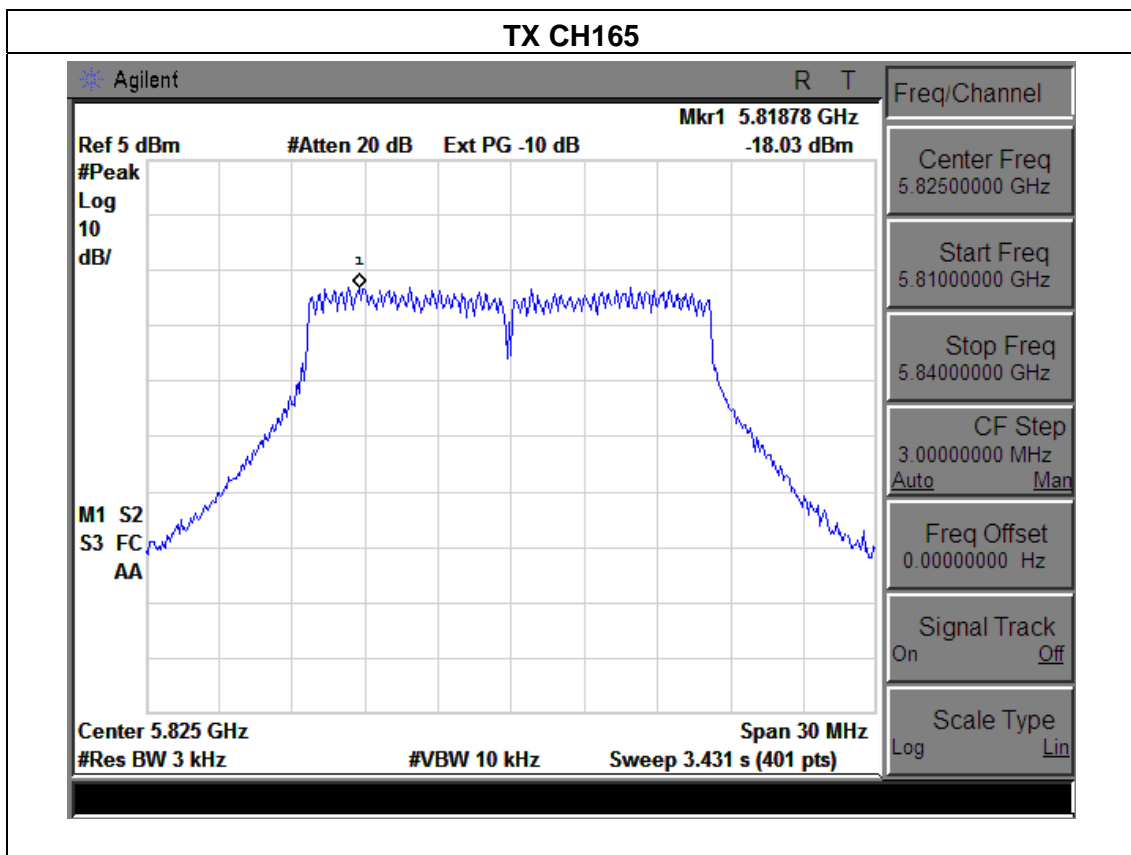 TX CH165
Agilent
R T
Mkr1 5.81878 GHz
Ref 5 dBm #Atten 20 dB Ext PG -10 dB -18.03 dBm
#Peak
Log
10
dB/
1
M1 S2
S3 FC
AA
Center 5.825 GHz Span 30 MHz
#Res BW 3 kHz #VBW 10 kHz Sweep 3.431 s (401 pts)
Freq/Channel
Center Freq
5.82500000 GHz
Start Freq
5.81000000 GHz
Stop Freq
5.84000000 GHz
CF Step
3.00000000 MHz
Auto Man
Freq Offset
0.00000000 Hz
Signal Track
On Off
Scale Type
Log Lin